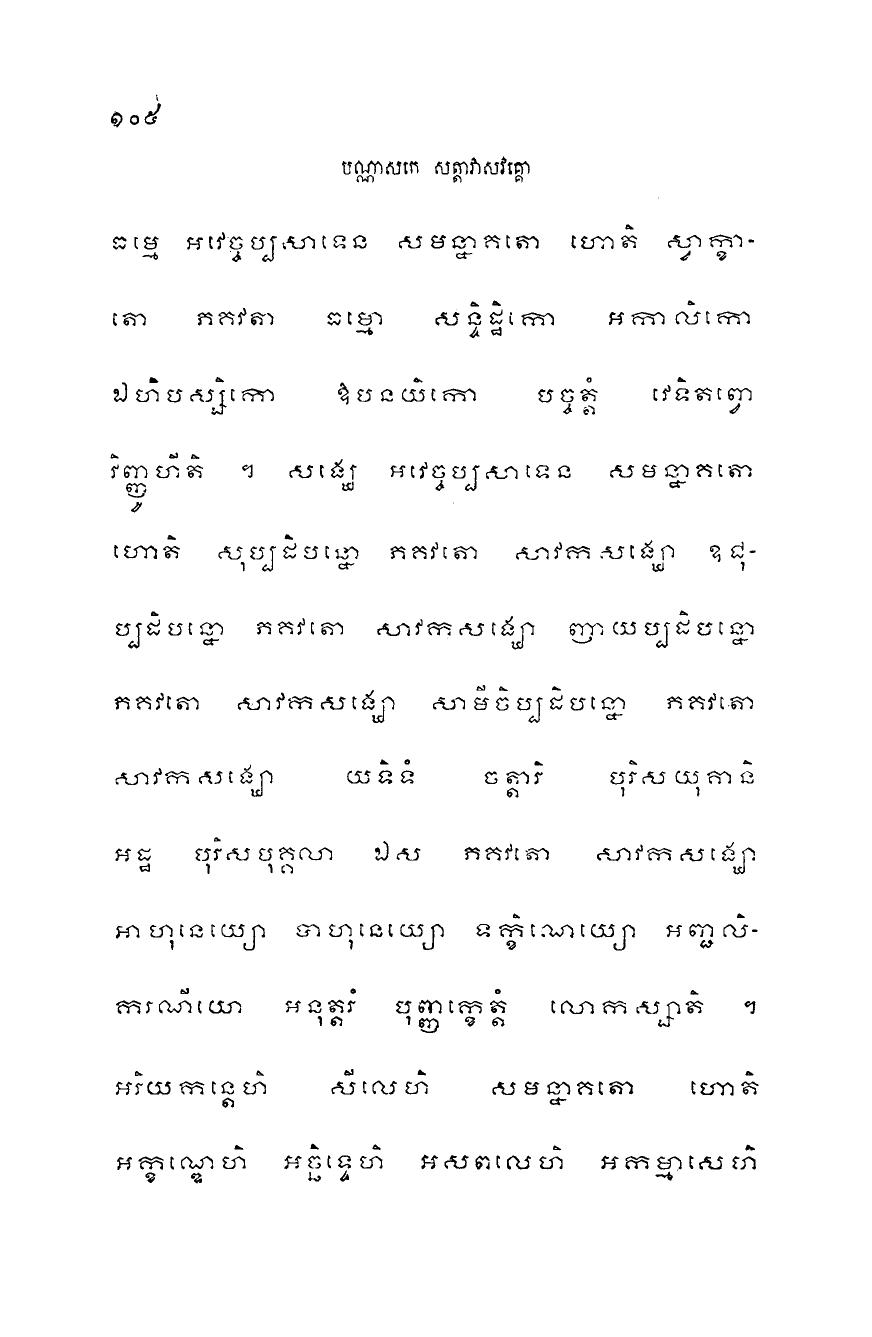 ១០៥
បណ្ណាសកេ សត្តាវាសវគ្គោ
ធម្មេ អវេច្ចប្បសាទេន សមន្នាគតោ ហោតិ ស្វាក្ខា-
តោ ភគវតា ធម្មោ សន្ទិដ្ឋិកោ អកាលិកោ
ឯហិបស្សិកោ ឱបនយិកោ បច្ចត្តំ វេទិតព្វោ
វិញ្ញូហីតិ ។ សង្ឃេ អវេច្ចប្បសាទេន សមន្នាគតោ
ហោតិ សុប្បដិបន្នោ ភគវតោ សាវកសង្ឃោ ឧជុ-
ប្បដិបន្នោ ភគវតោ សាវកសង្ឃោ ញាយប្បដិបន្នោ
ភគវតោ សាវកសង្ឃោ សាមីចិប្បដិបន្នោ ភគវតោ
សាវកសង្ឃោ យទិទំ ចត្តារិ បុរិសយុគានិ
អដ្ឋ បុរិសបុគ្គលា ឯស ភគវតោ សាវកសង្ឃោ
អាហុនេយ្យោ បាហុនេយ្យោ ទក្ខិណេយ្យោ អញ្ជលិ-
ករណីយោ អនុត្តរំ បុញ្ញក្ខេត្តំ លោកស្សាតិ ។
អរិយកន្តេហិ សីលេហិ សមន្នាគតោ ហោតិ
អក្ខណ្ឌេហិ អច្ឆិទ្ទេហិ អសពលេហិ អកម្មាសេហិ